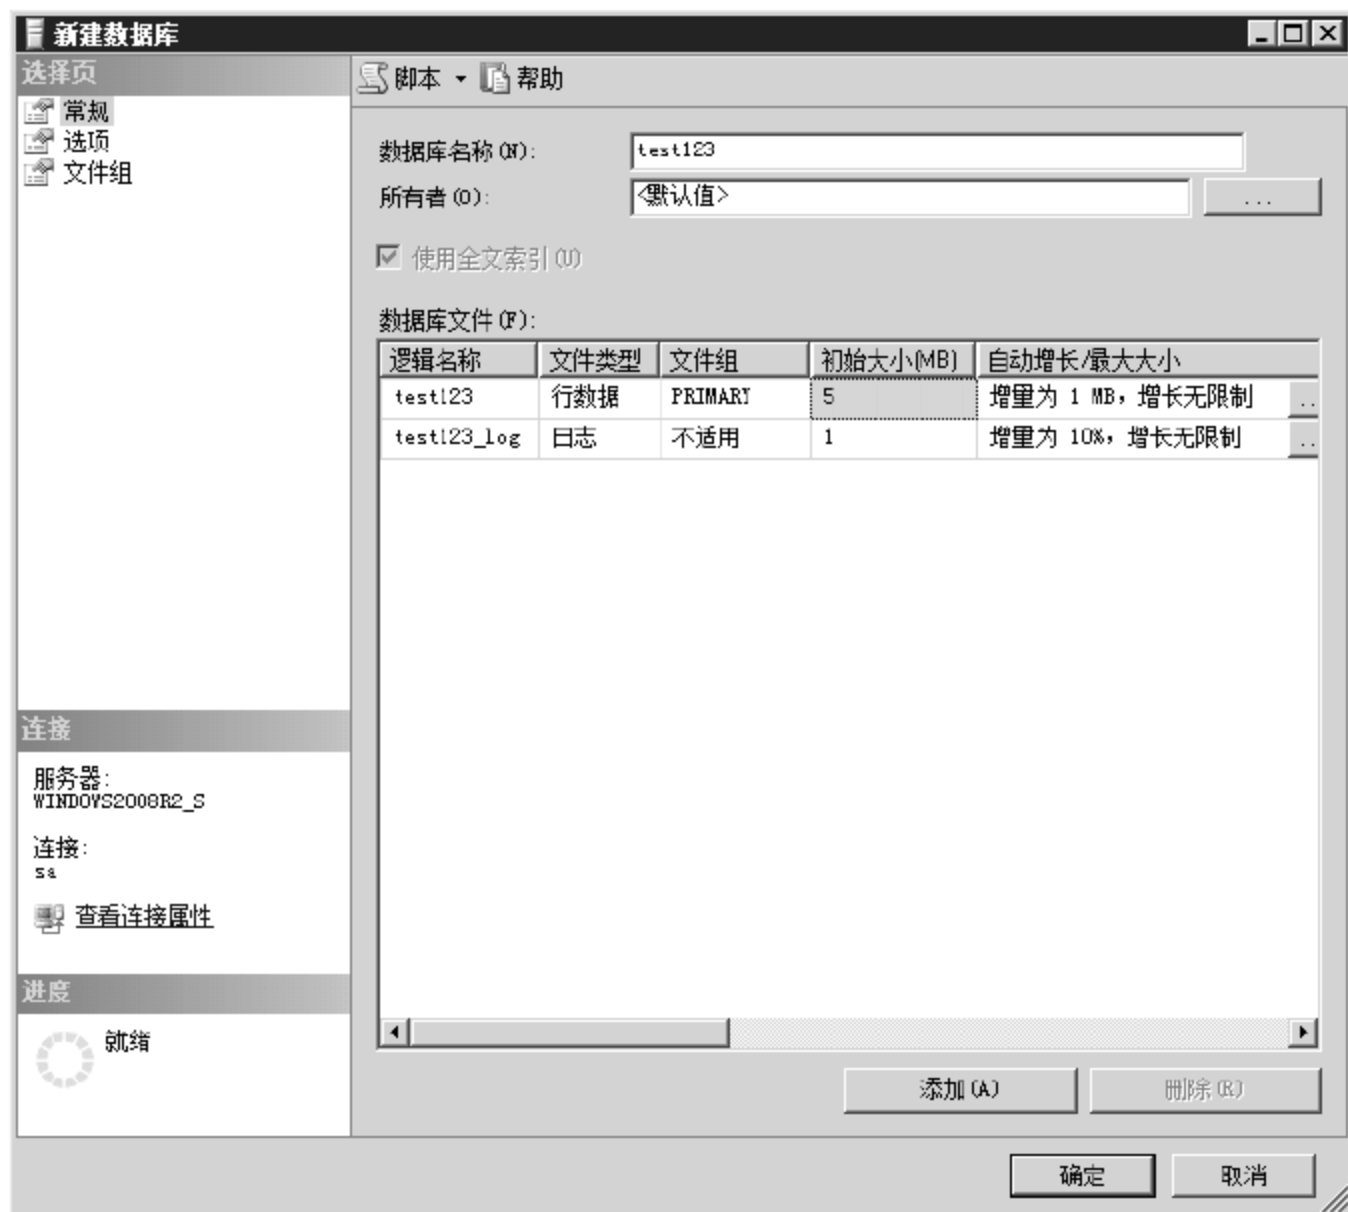 新建数据库
选择页
常规
选项
文件组
脚本 帮助
数据库名称(N): test123
所有者(O): <默认值> ...
使用全文索引(U)
数据库文件(F):
逻辑名称 文件类型 文件组 初始大小(MB) 自动增长/最大大小
test123 行数据 PRIMARY 5 增量为 1 MB，增长无限制 ..
test123_log 日志 不适用 1 增量为 10%，增长无限制 ..
连接
服务器:
WINDOWS2008R2_S
连接:
sa
查看连接属性
进度
就绪
添加(A) 删除(R)
确定 取消